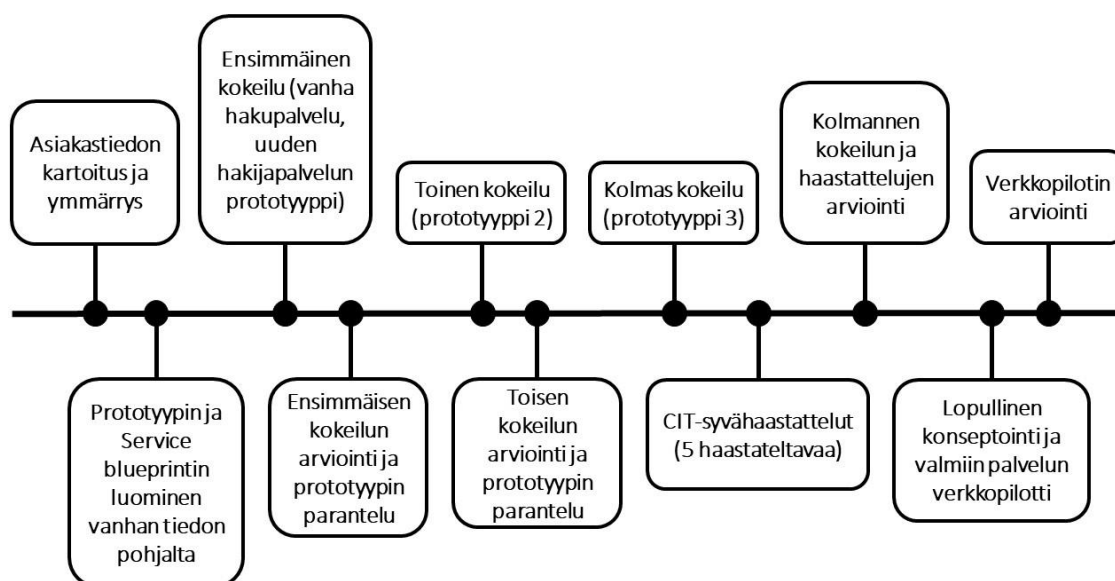 Asiakastiedon
kartoitus ja
ymmärrys
Prototyypin ja
Service
blueprintin
luominen
vanhan tiedon
pohjalta
Ensimmäinen
kokeilu (vanha
hakupalvelu,
uuden
hakijapalvelun
prototyyppi)
Ensimmäisen
kokeilun
arviointi ja
prototyypin
parantelu
Toinen kokeilu
(prototyyppi 2)
Toisen
kokeilun
arviointi ja
prototyypin
parantelu
Kolmas kokeilu
(prototyyppi 3)
CIT-syvähaastattelut
(5 haastateltavaa)
Kolmannen
kokeilun ja
haastattelujen
arviointi
Lopullinen
konseptointi ja
valmiin palvelun
verkkopilotti
Verkkopilotin
arviointi